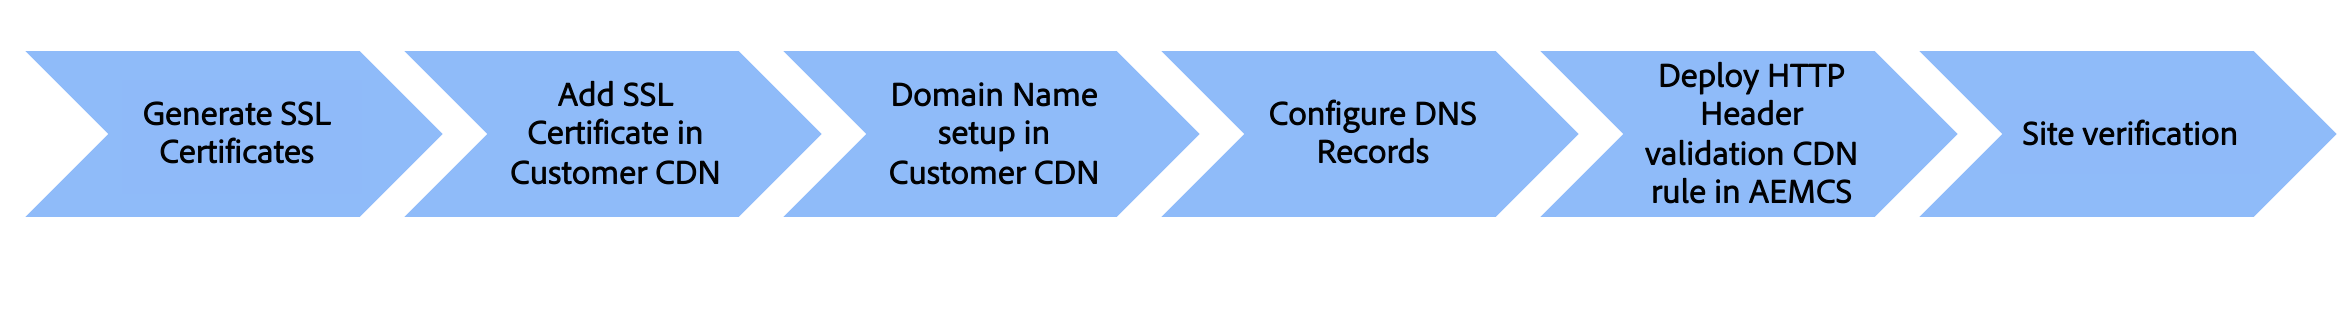 Generate SSL
Certificates
Add SSL
Certificate in
Customer CDN
Domain Name
setup in
Customer CDN
Configure DNS
Records
Deploy HTTP
Header
validation CDN
rule in AEMCS
Site verification